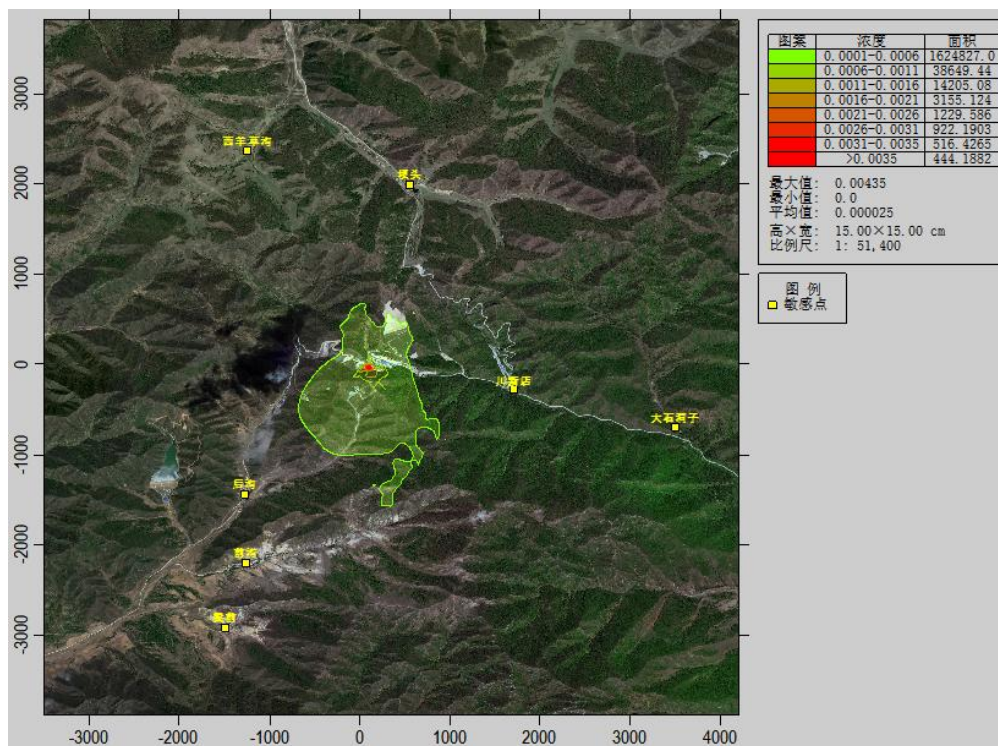 图案 浓度 面积
0.0001-0.0006 1624827.0
0.0006-0.0011 38649.44
0.0011-0.0016 14205.08
0.0016-0.0021 3155.124
0.0021-0.0026 1229.586
0.0026-0.0031 922.1903
0.0031-0.0035 516.4265
>0.0035 444.1882
最大值: 0.00435
最小值: 0.0
平均值: 0.000025
高×宽: 15.00×15.00 cm
比例尺: 1: 51,400
图 例
敏感点
3000
2000
1000
0
-1000
-2000
-3000
西羊草沟
后沟
前沟
-3000 -2000 -1000 0 1000 2000 3000 4000